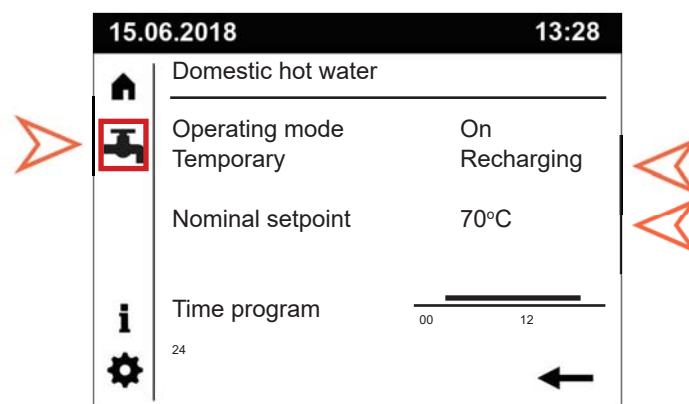 15.06.2018 13:28
Domestic hot water
Operating mode On
Temporary Recharging
Nominal setpoint 70°C
Time program
00 12
24